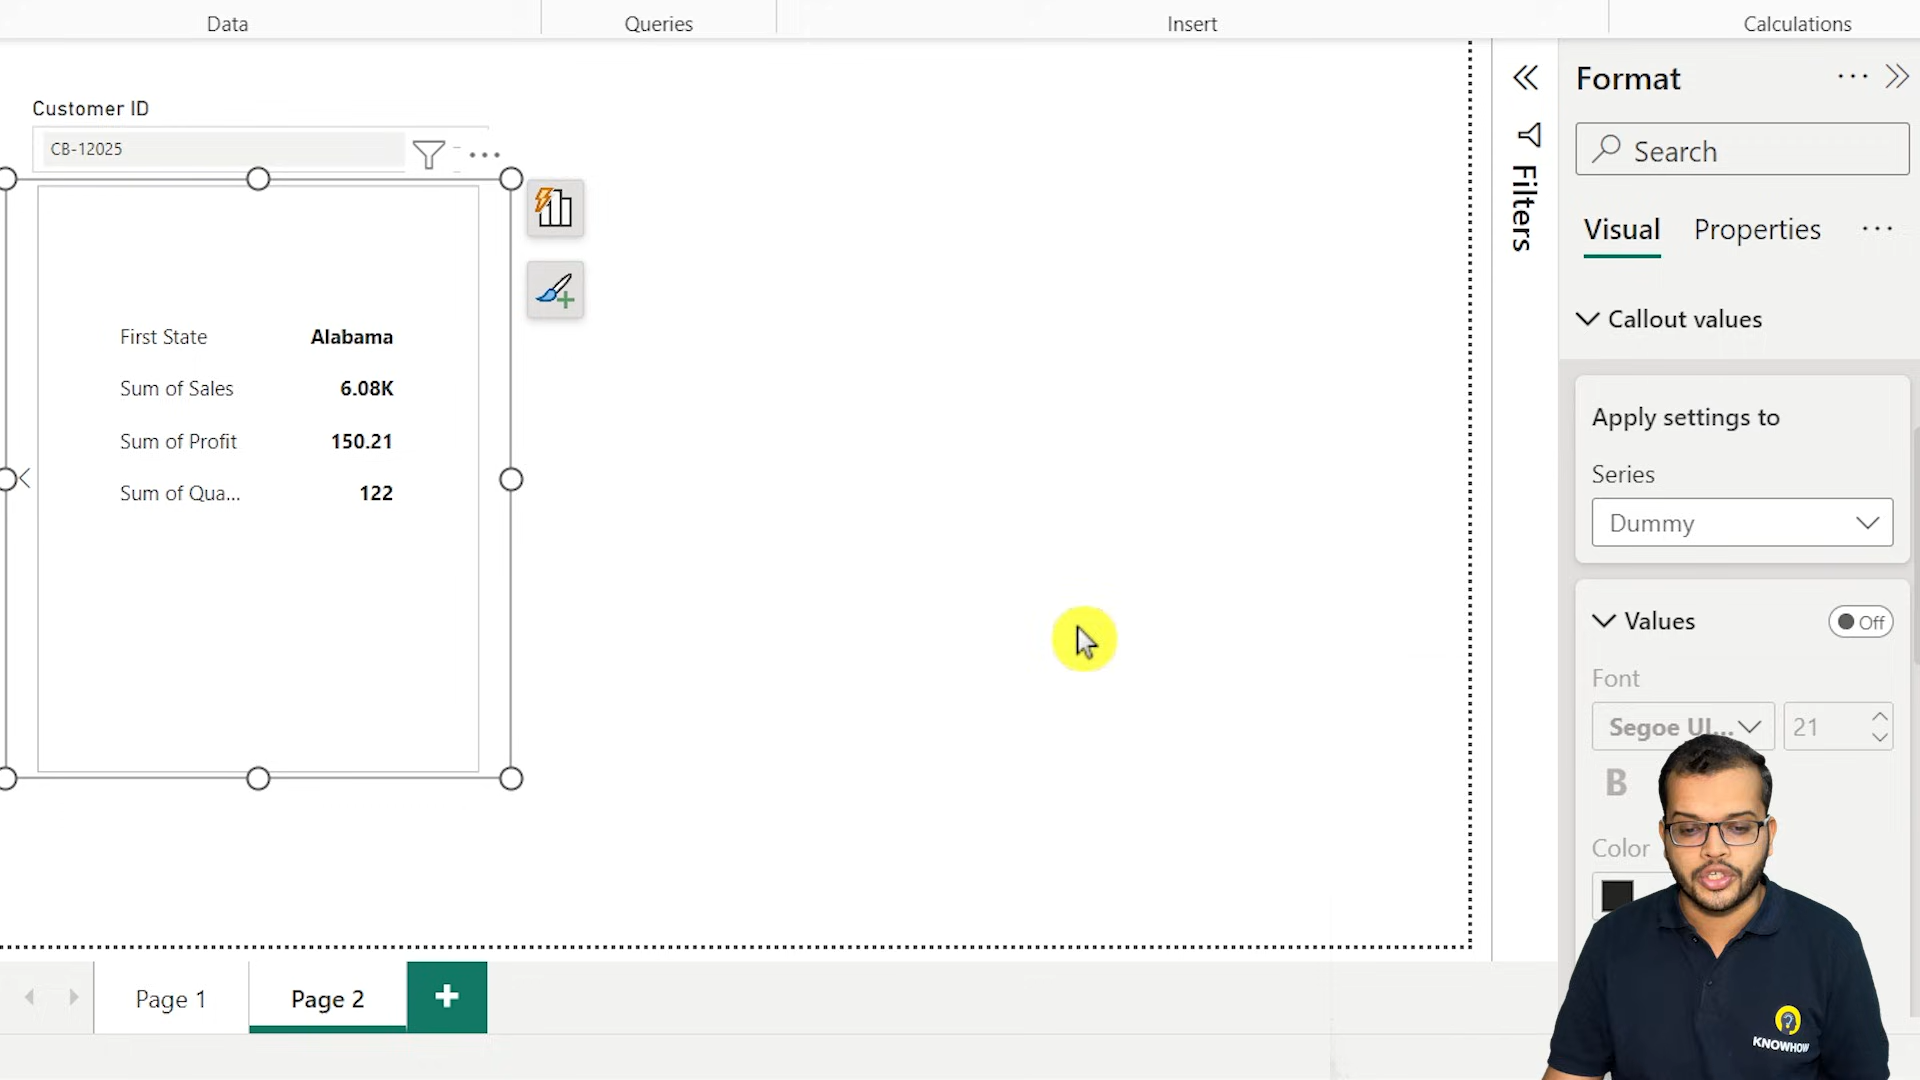 Data
Queries
Insert
Calculations
Customer ID
CB-12025
First State Alabama
Sum of Sales 6.08K
Sum of Profit 150.21
Sum of Qua... 122
Filters
Format
Search
Visual Properties
Callout values
Apply settings to
Series
Dummy
Values Off
Font
Segoe UI... 21
B
Color
Page 1
Page 2
KNOWHOW